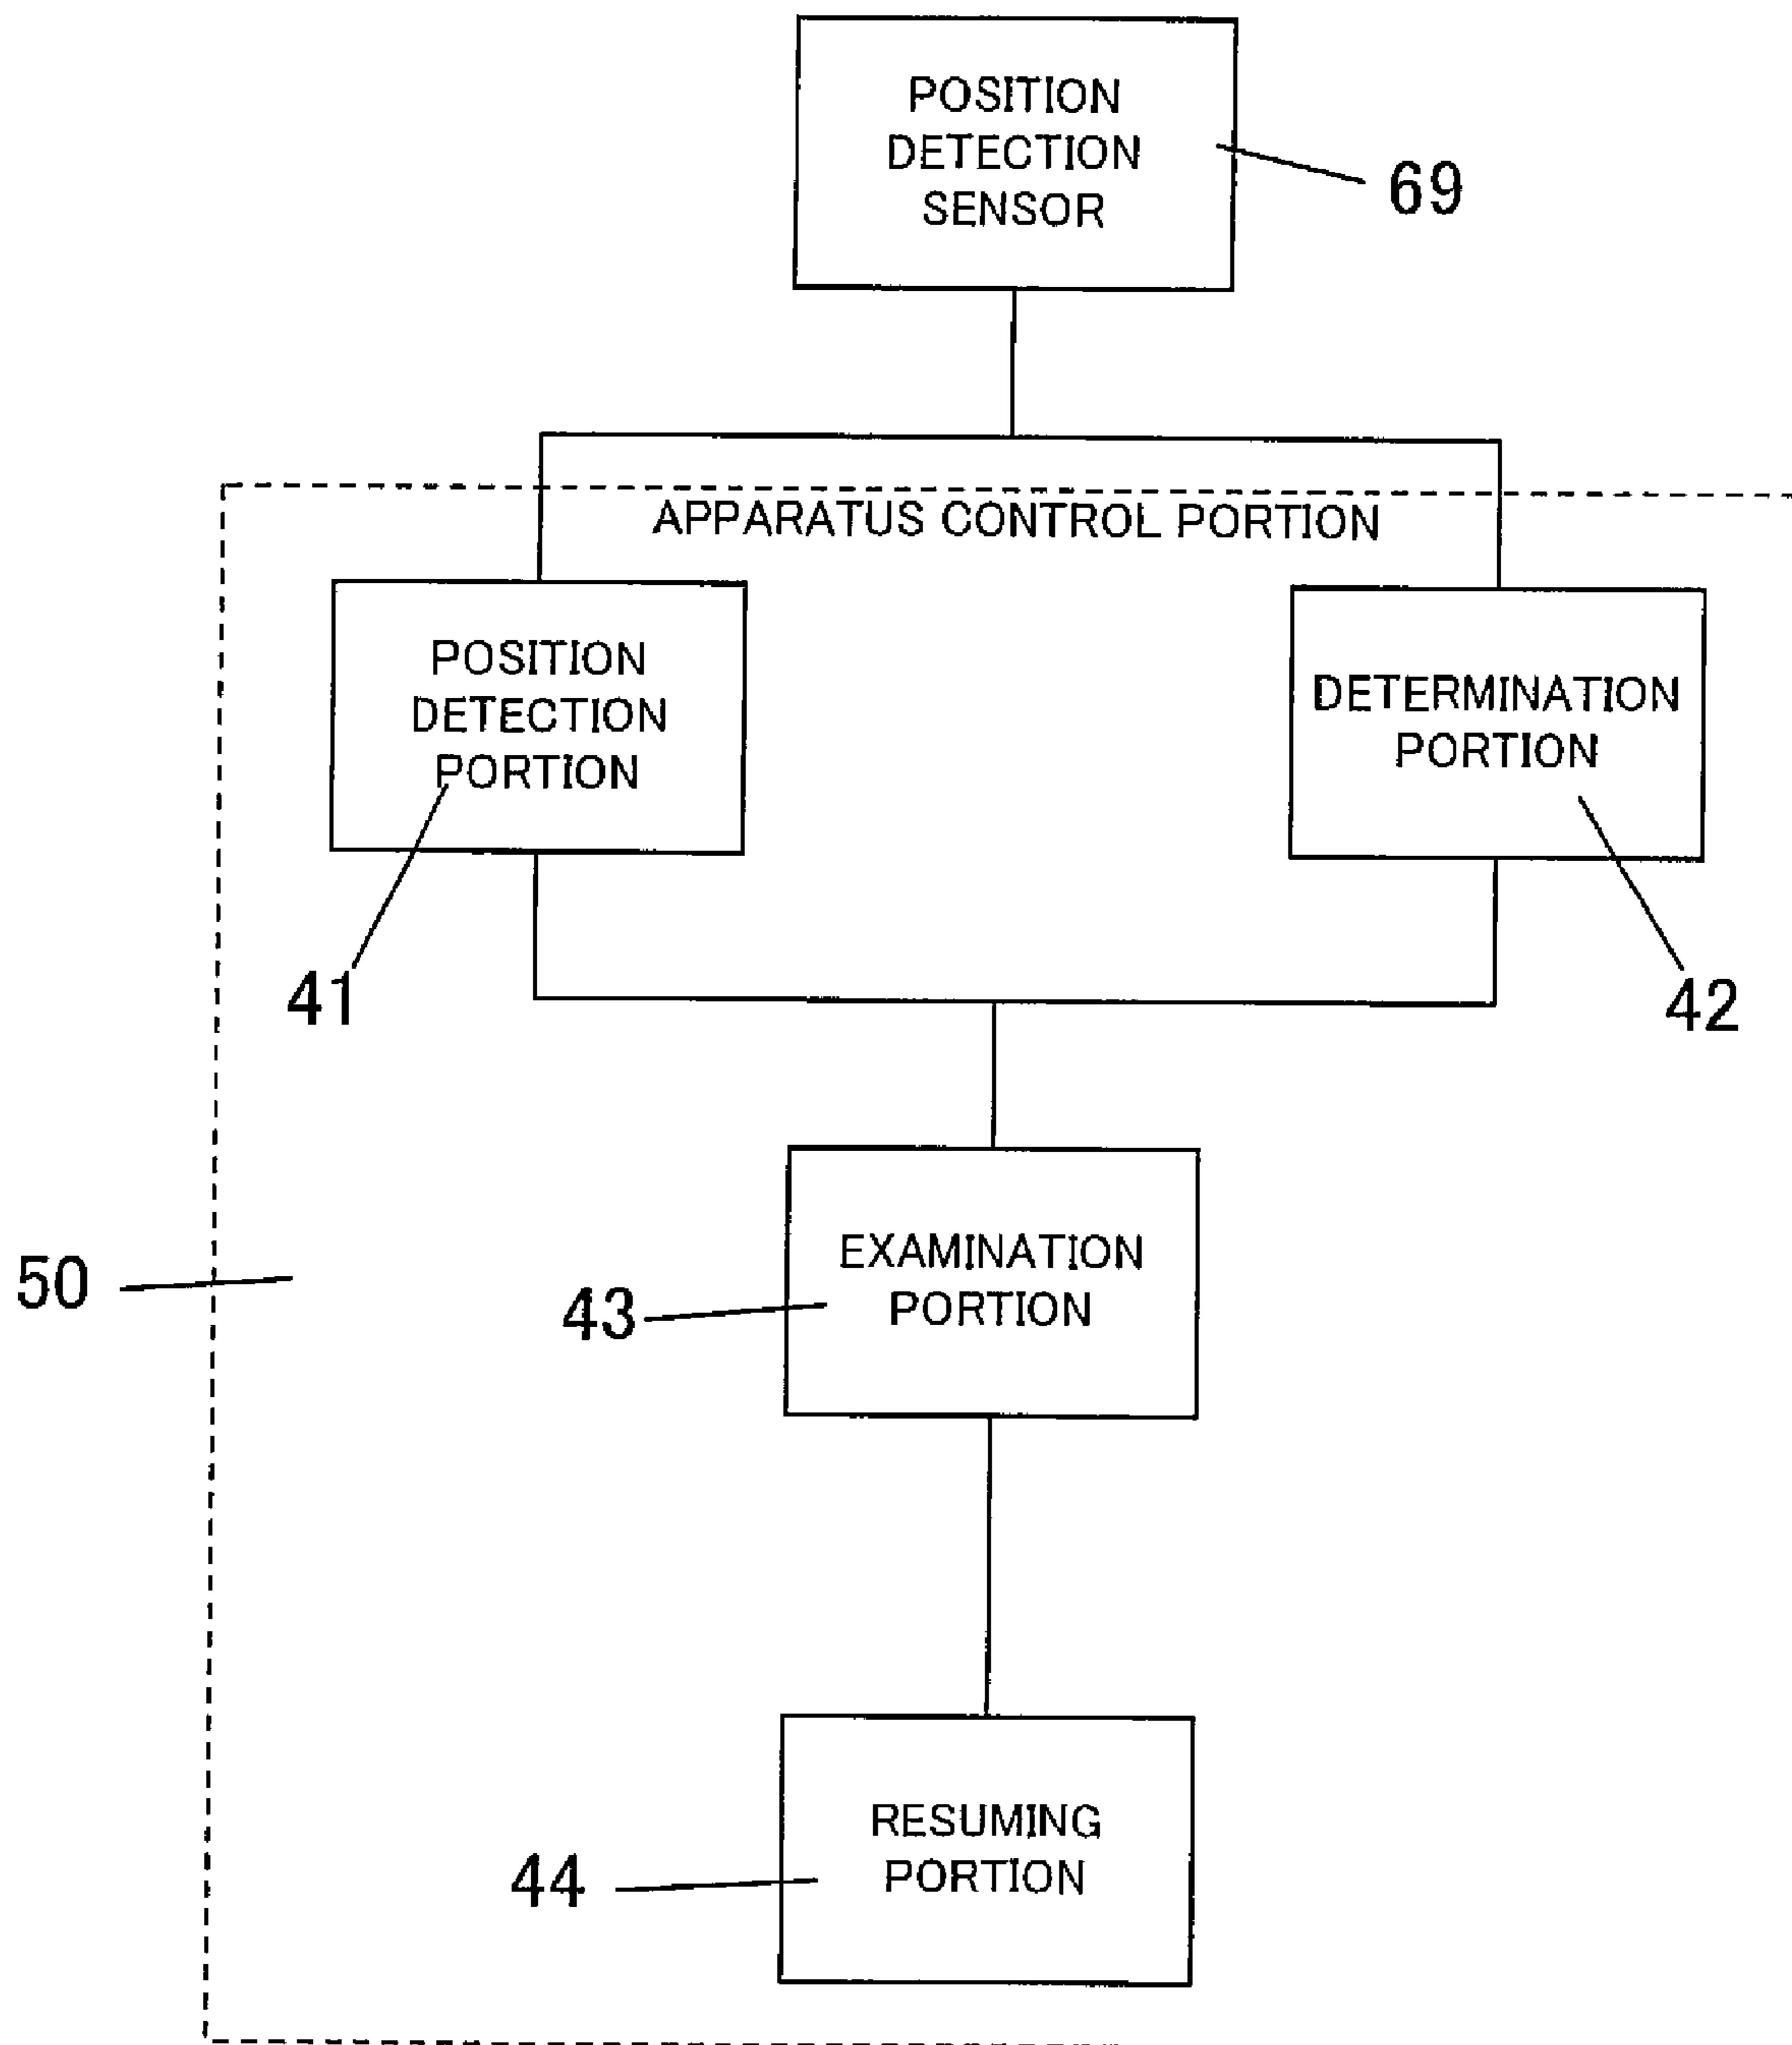 POSITION
DETECTION
SENSOR
69
APPARATUS CONTROL PORTION
POSITION
DETECTION
PORTION
DETERMINATION
PORTION
41
42
EXAMINATION
PORTION
50
43
RESUMING
PORTION
44